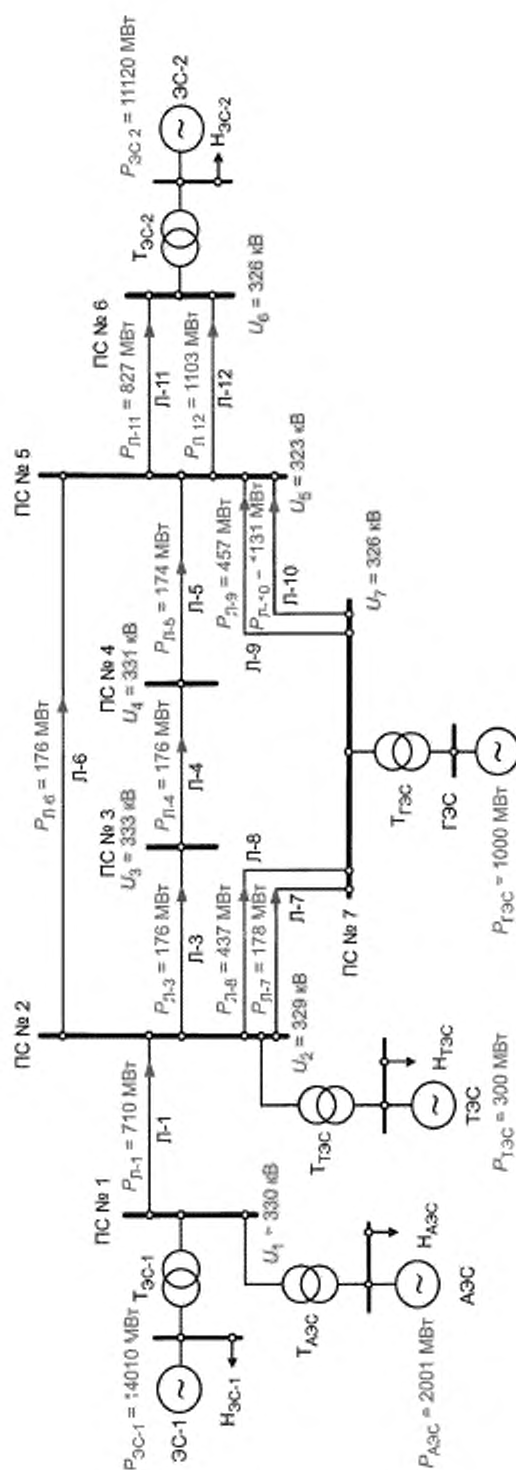 P_ЭС-1 = 14010 МВт
ЭС-1
Н_ЭС-1
Т_ЭС-1
ПС № 1
U_1 = 330 кВ
Т_АЭС
Н_АЭС
АЭС
P_АЭС = 2001 МВт
P_Л-1 = 710 МВт
Л-1
ПС № 2
U_2 = 329 кВ
Т_ТЭС
Н_ТЭС
ТЭС
P_ТЭС = 300 МВт
P_Л-6 = 176 МВт
Л-6
P_Л-3 = 176 МВт
Л-3
ПС № 3
U_3 = 333 кВ
P_Л-4 = 176 МВт
Л-4
ПС № 4
U_4 = 331 кВ
P_Л-5 = 174 МВт
Л-5
P_Л-8 = 437 МВт
Л-8
P_Л-7 = 178 МВт
Л-7
ПС № 7
U_7 = 326 кВ
Т_ГЭС
ГЭС
P_ГЭС = 1000 МВт
P_Л-9 = 457 МВт
Л-9
P_Л-10 = 1131 МВт
Л-10
ПС № 5
U_5 = 323 кВ
P_Л-11 = 827 МВт
Л-11
P_Л-12 = 1103 МВт
Л-12
ПС № 6
U_6 = 326 кВ
Т_ЭС-2
P_ЭС-2 = 11120 МВт
ЭС-2
Н_ЭС-2